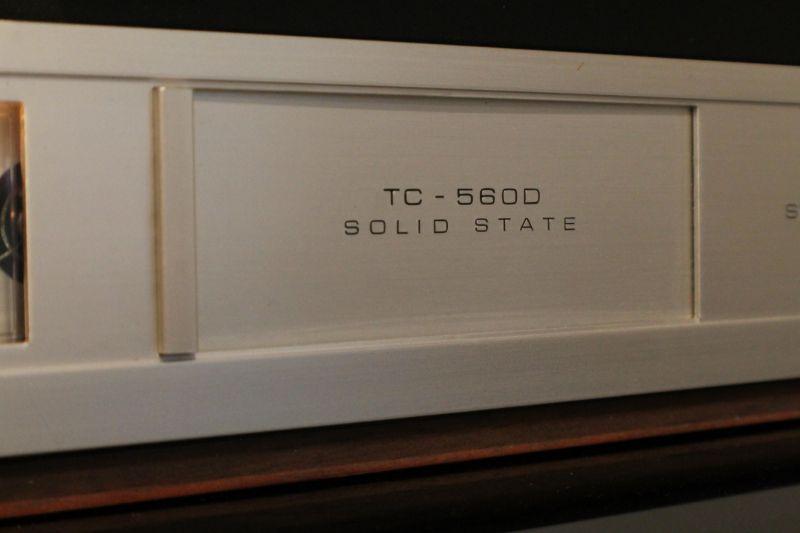 TC - 560D
SOLID STATE
S